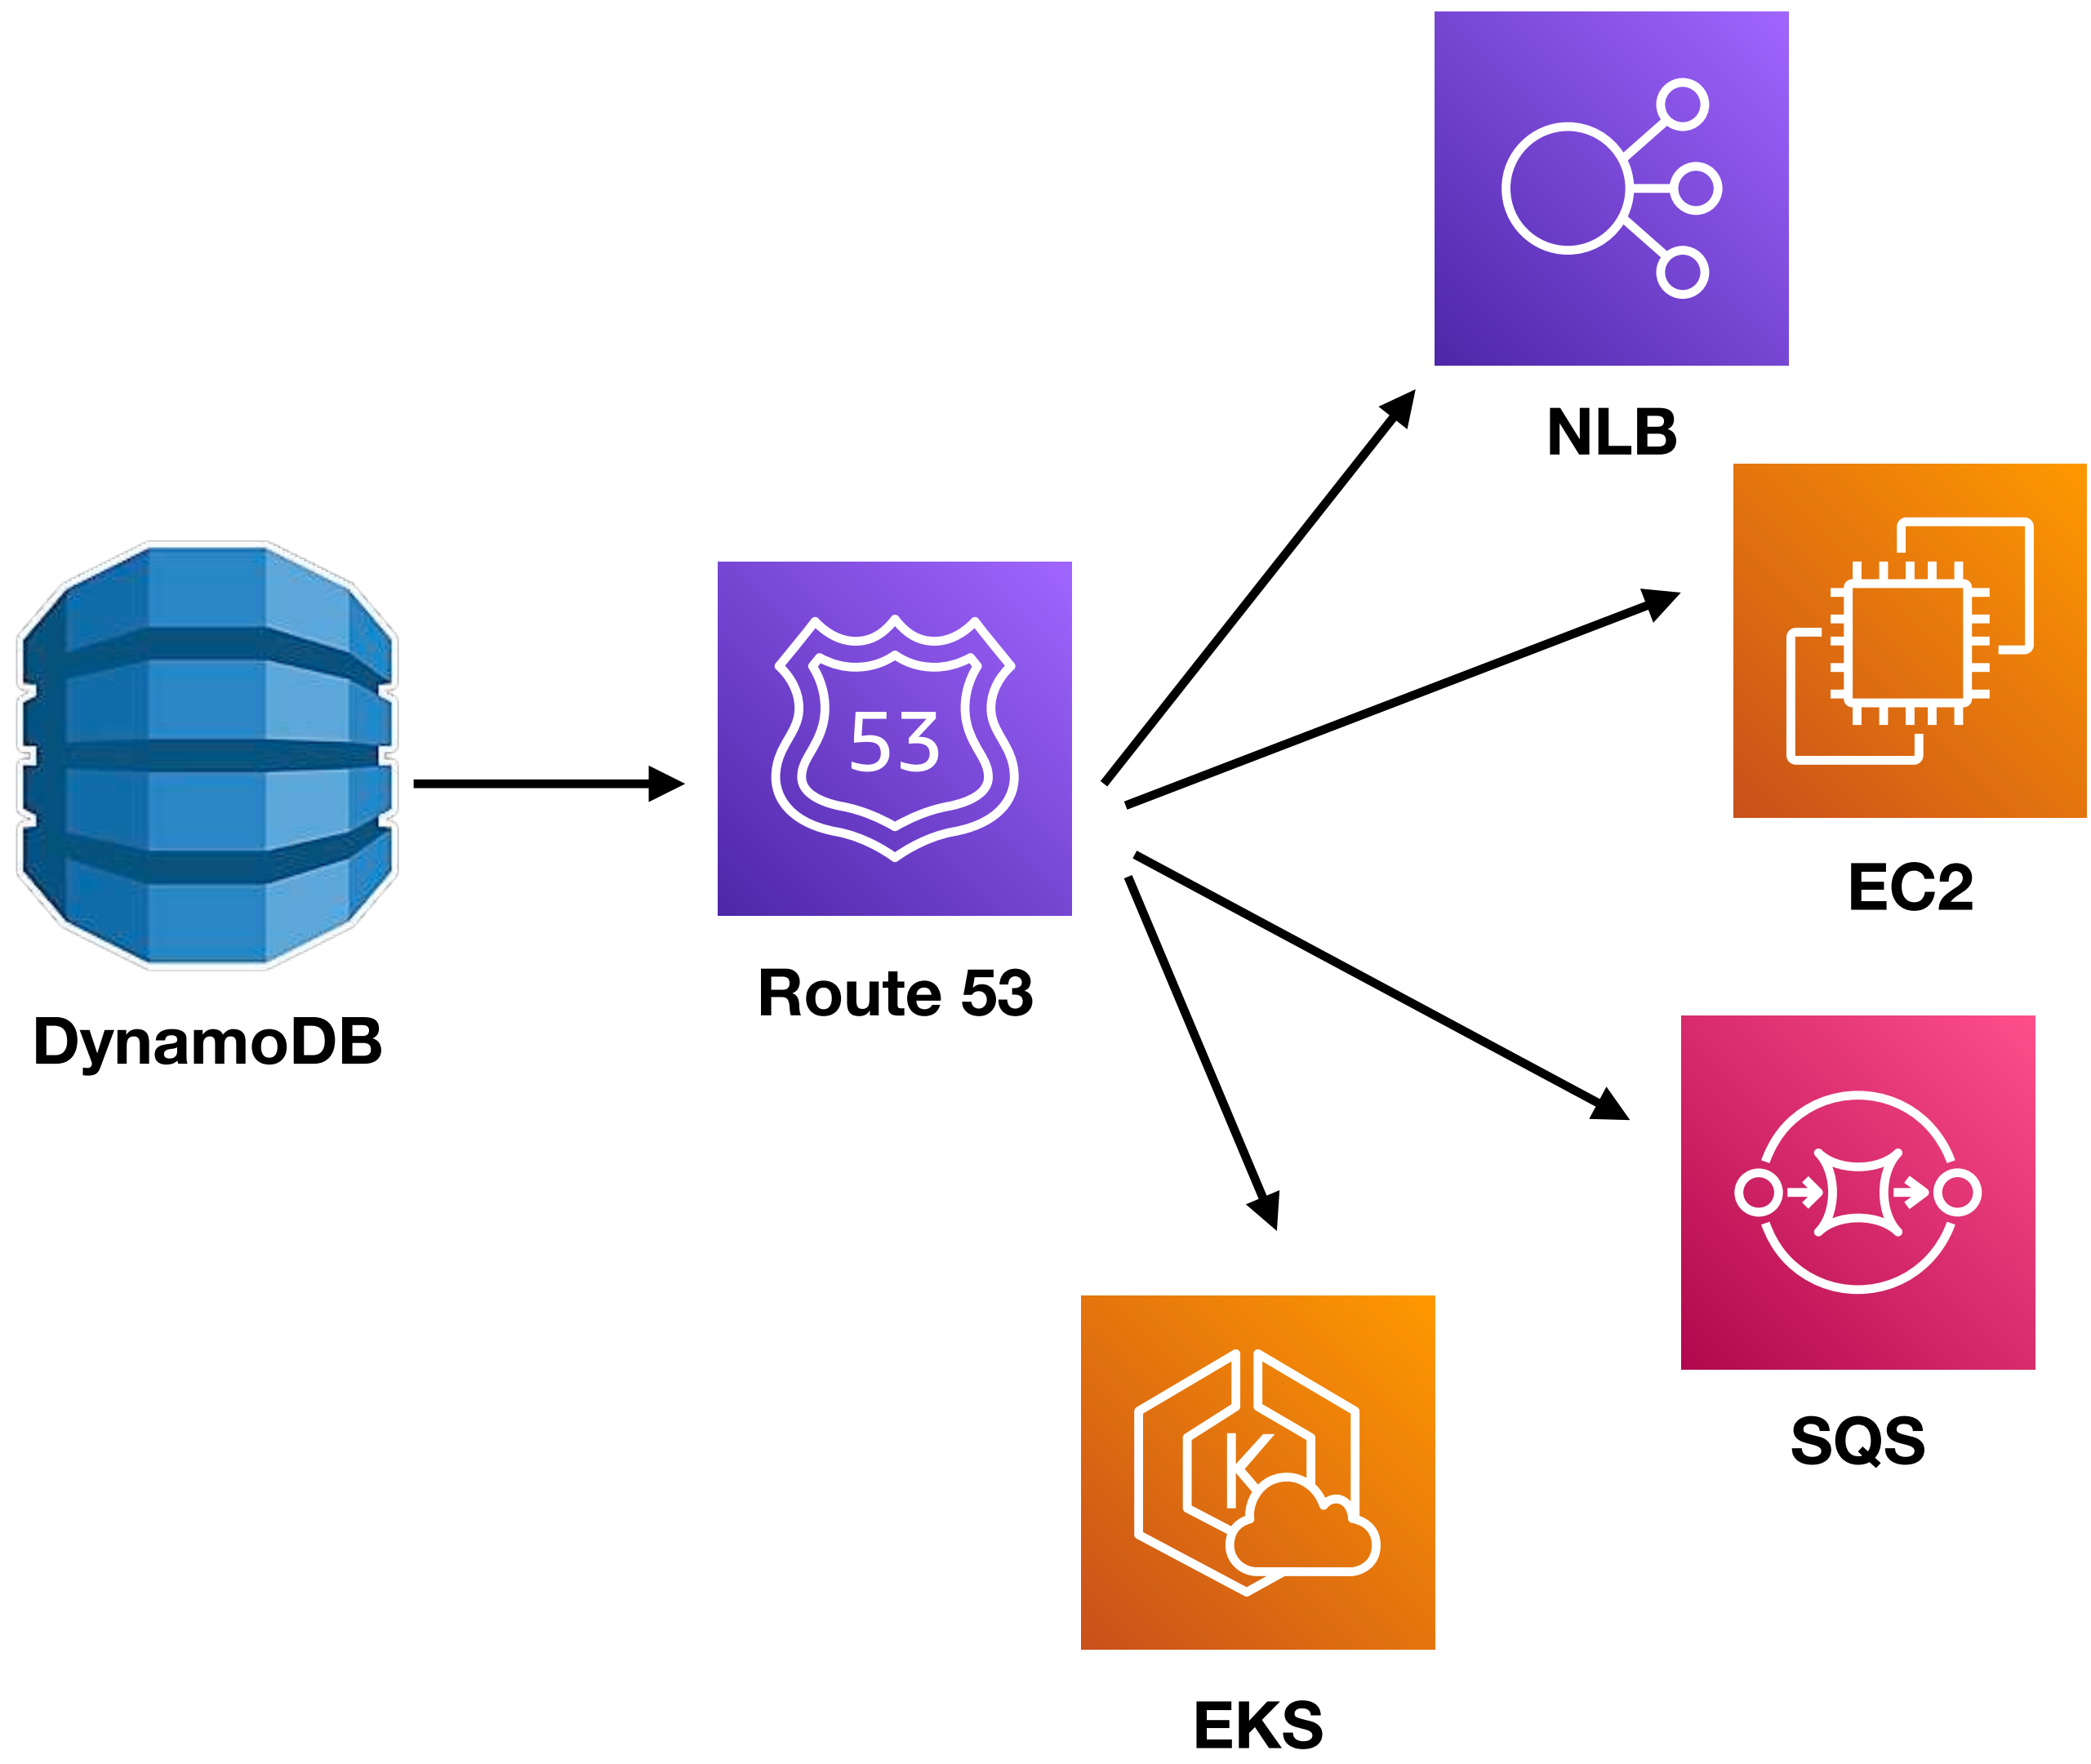 NLB
EC2
53
Route 53
DynamoDB
SQS
K
EKS